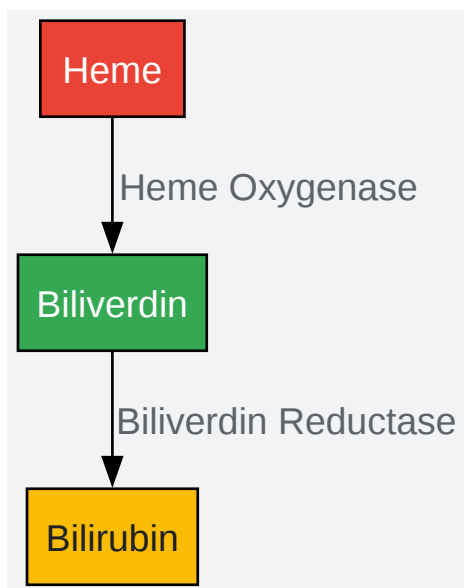 Heme
Heme Oxygenase
Biliverdin
Biliverdin Reductase
Bilirubin